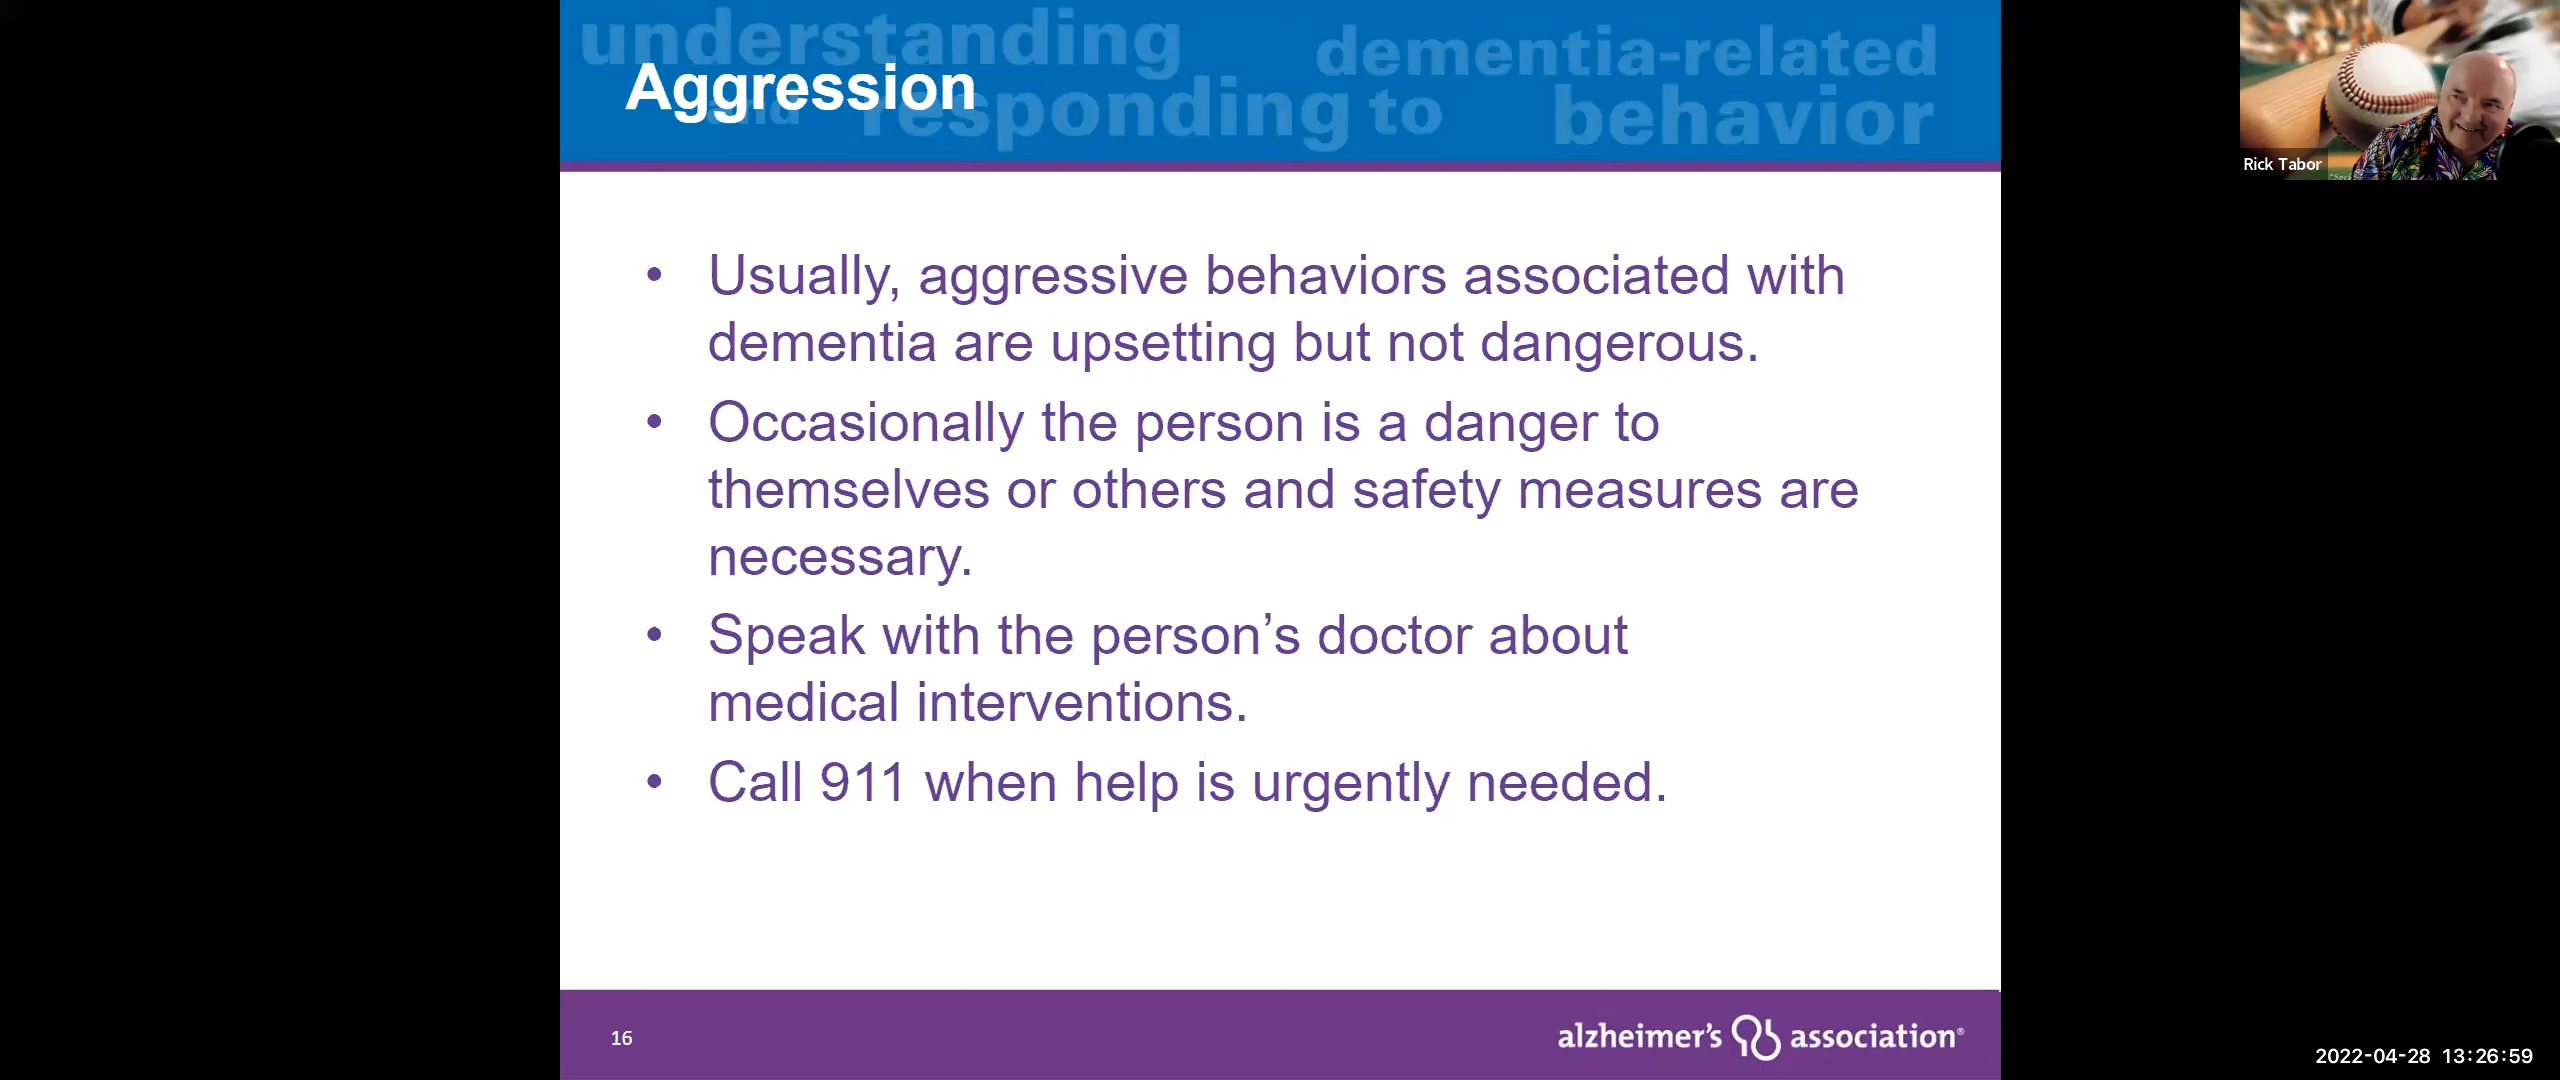 understanding dementia-related
Aggression
and responding to behavior
Rick Tabor
• Usually, aggressive behaviors associated with
dementia are upsetting but not dangerous.
• Occasionally the person is a danger to
themselves or others and safety measures are
necessary.
• Speak with the person’s doctor about
medical interventions.
• Call 911 when help is urgently needed.
16
alzheimer's association®
2022-04-28 13:26:59